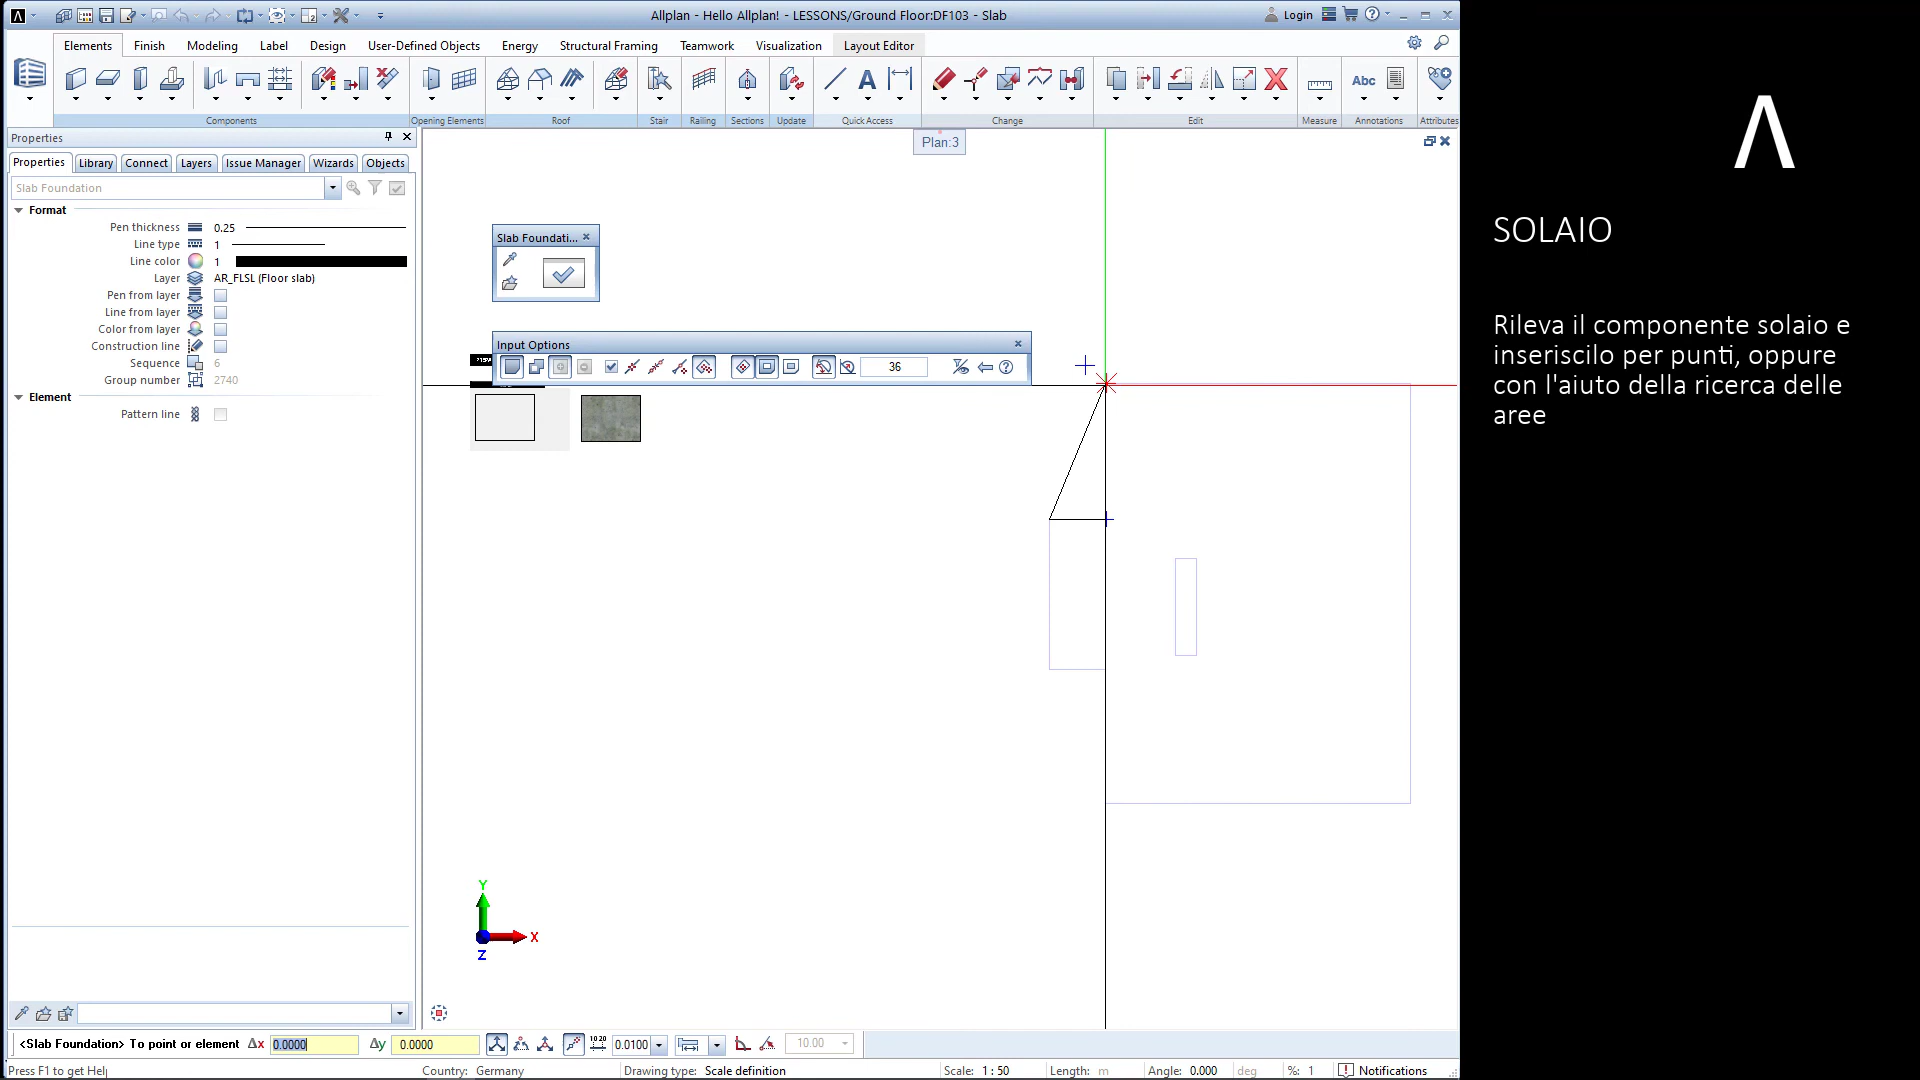 Allplan - Hello Allplan! - LESSONS/Ground Floor:DF103 - Slab
Login
Elements Finish Modeling Label Design User-Defined Objects Energy Structural Framing Teamwork Visualization Layout Editor
Abc
Components Opening Elements Roof Stair Railing Sections Update Quick Access Change Edit Measure Annotations Attributes
Properties
Plan:3
Properties Library Connect Layers Issue Manager Wizards Objects
Slab Foundation
Format
Pen thickness 0.25
Line type 1
Line color 1
Layer AR_FLSL (Floor slab)
Pen from layer
Line from layer
Color from layer
Construction line
Sequence 6
Group number 2740
Element
Pattern line
Slab Foundati...
Input Options
36
Y
X
Z
<Slab Foundation> To point or element Δx 0.0000 Δy 0.0000 0.0100 10.00
Press F1 to get Hel
Country: Germany
Drawing type: Scale definition
Scale: 1 : 50
Length: m
Angle: 0.000 deg
%: 1
Notifications
SOLAIO
Rileva il componente solaio e
inseriscilo per punti, oppure
con l'aiuto della ricerca delle
aree